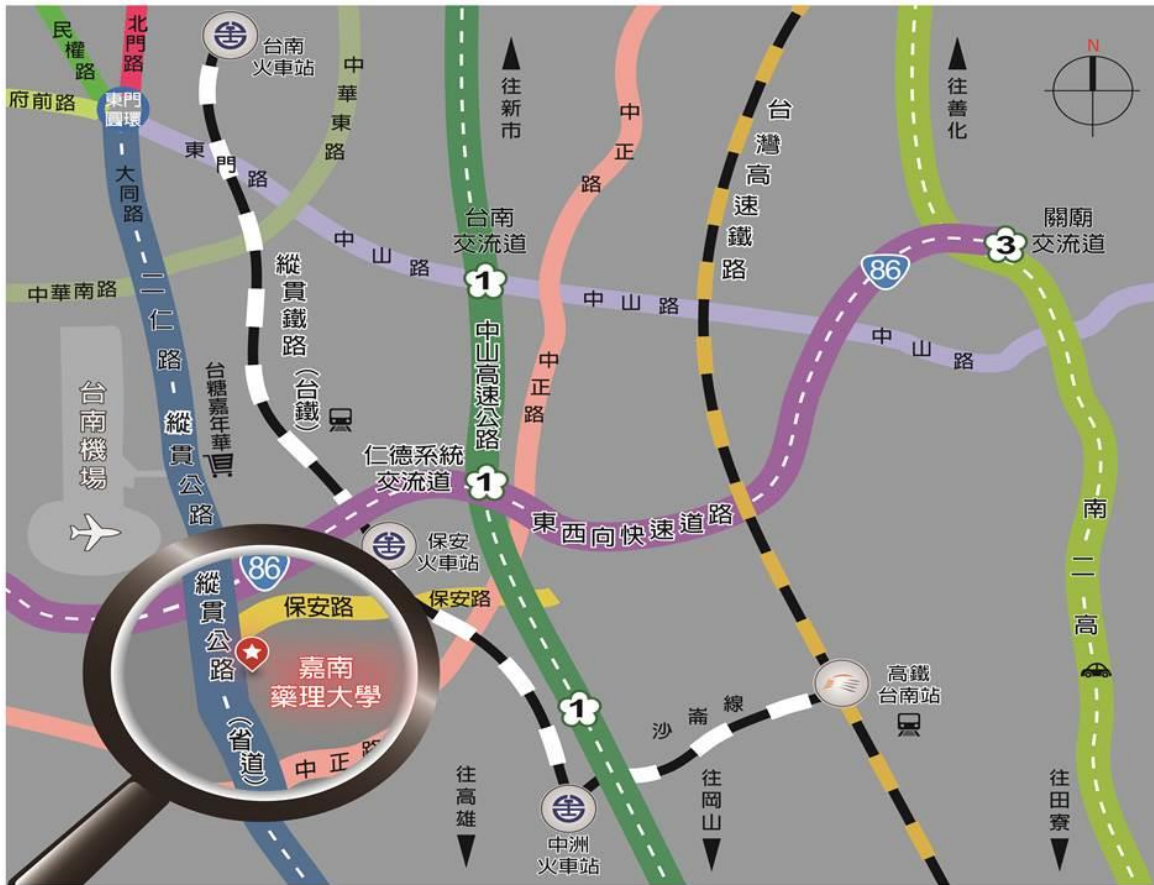 民權路
北門路
台南
火車站
中華東路
往新市
中正路
台灣高速鐵路
往善化
N
府前路
東門
圓環
東門路
大同路
台南
交流道
1
中山路
中山路
中山路
關廟
交流道
3
86
中華南路
二仁路
縱貫鐵路（台鐵）
中山高速公路
中正路
台糖嘉年華
台南機場
縱貫公路
仁德系統
交流道
1
東西向快速道路
南二高
保安
火車站
86
縱貫公路（省道）
保安路
保安路
嘉南
藥理大學
中正路
1
沙崙線
高鐵
台南站
往高雄
往岡山
往田寮
中洲
火車站